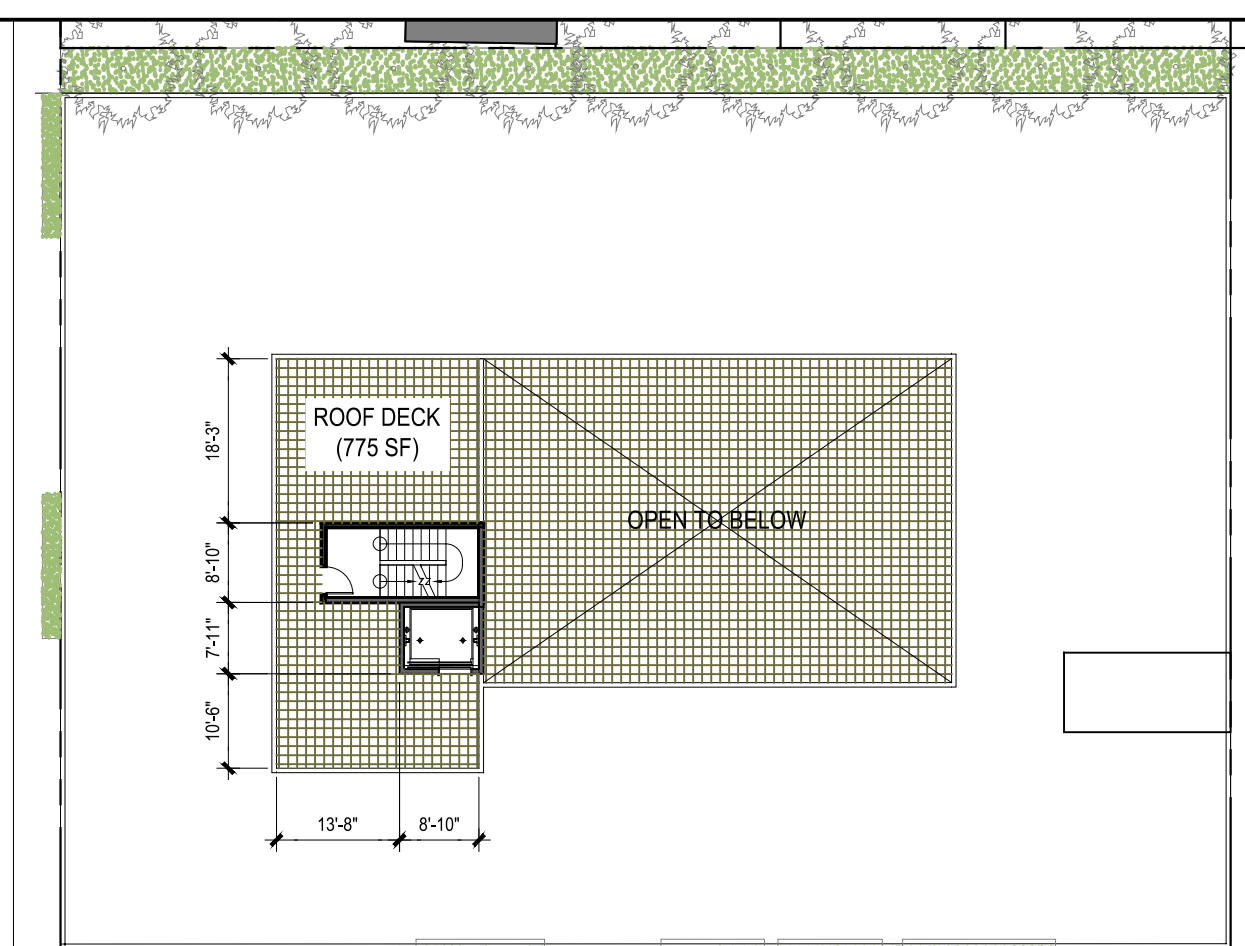 ROOF DECK
(775 SF)
18'-3"
OPEN TO BELOW
8'-10"
7'-11"
10'-6"
13'-8"
8'-10"